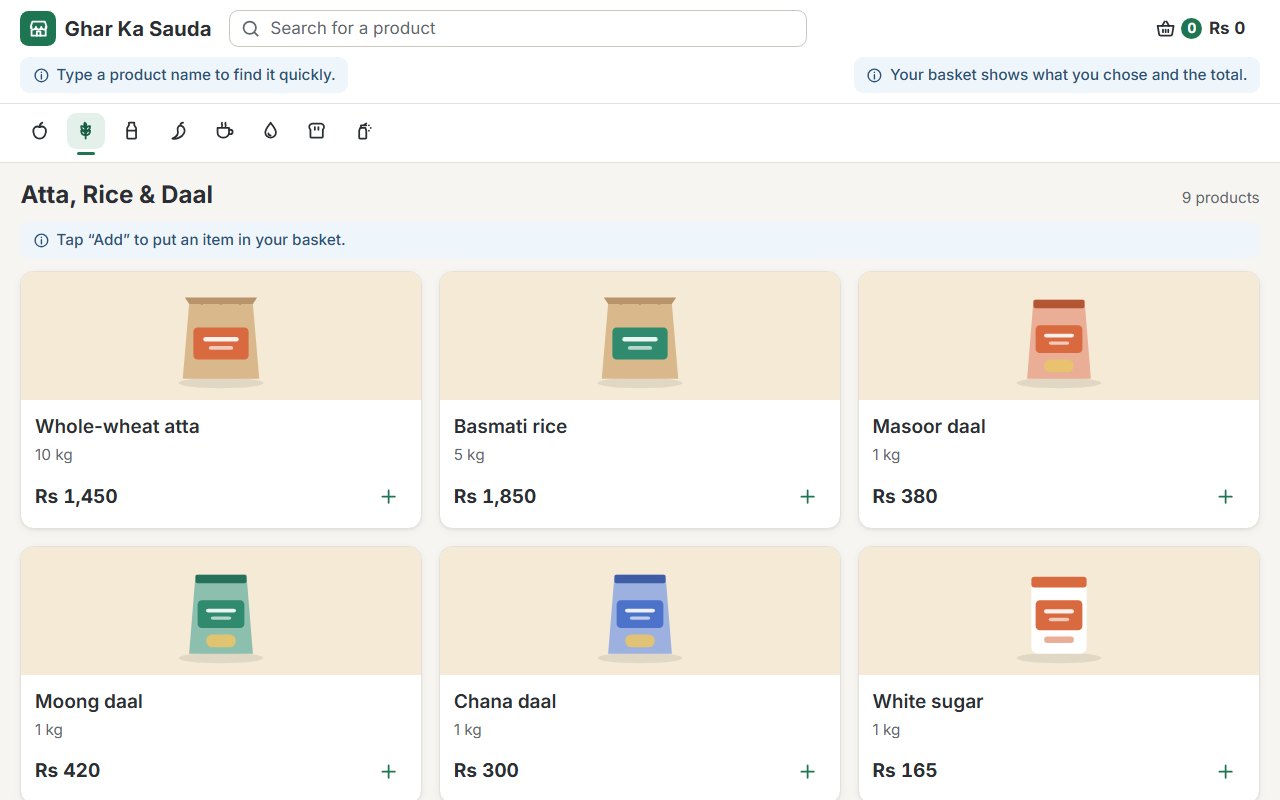 Ghar Ka Sauda
Search for a product
0 Rs 0
Type a product name to find it quickly.
Your basket shows what you chose and the total.
Atta, Rice & Daal
9 products
Tap “Add” to put an item in your basket.
Whole-wheat atta
10 kg
Rs 1,450
Basmati rice
5 kg
Rs 1,850
Masoor daal
1 kg
Rs 380
Moong daal
1 kg
Rs 420
Chana daal
1 kg
Rs 300
White sugar
1 kg
Rs 165